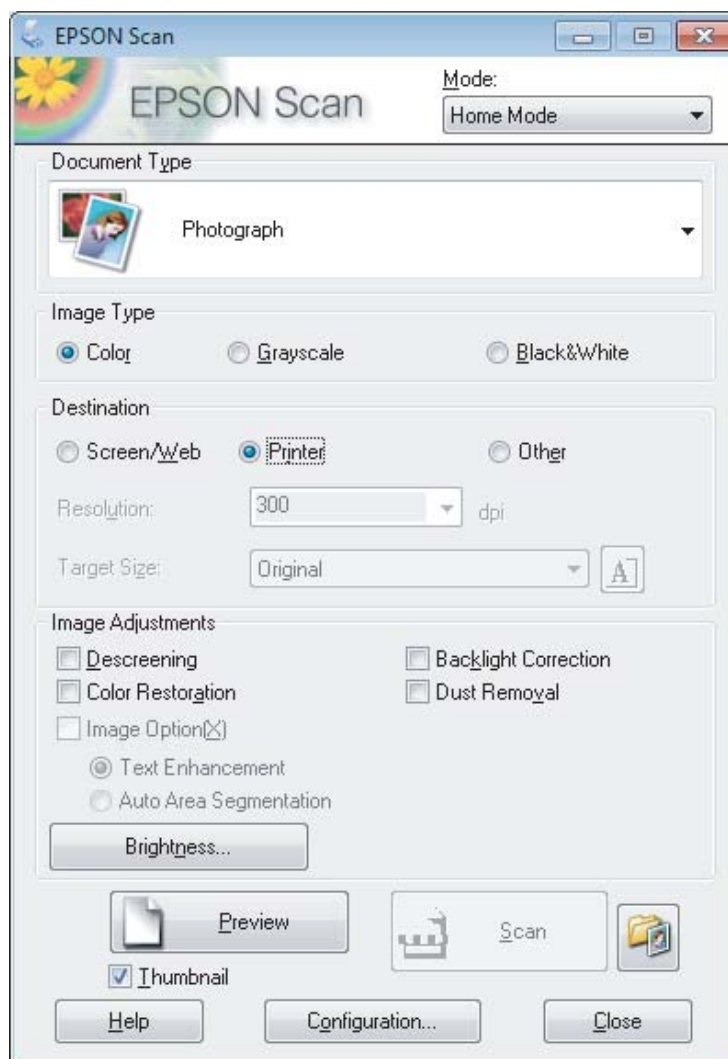 EPSON Scan
EPSON Scan
Mode:
Home Mode
Document Type
Photograph
Image Type
Color Grayscale Black&White
Destination
Screen/Web Printer Other
Resolution: 300 dpi
Target Size: Original A
Image Adjustments
Descreening Backlight Correction
Color Restoration Dust Removal
Image Option(X)
Text Enhancement
Auto Area Segmentation
Brightness...
Preview Scan
Thumbnail
Help Configuration... Close